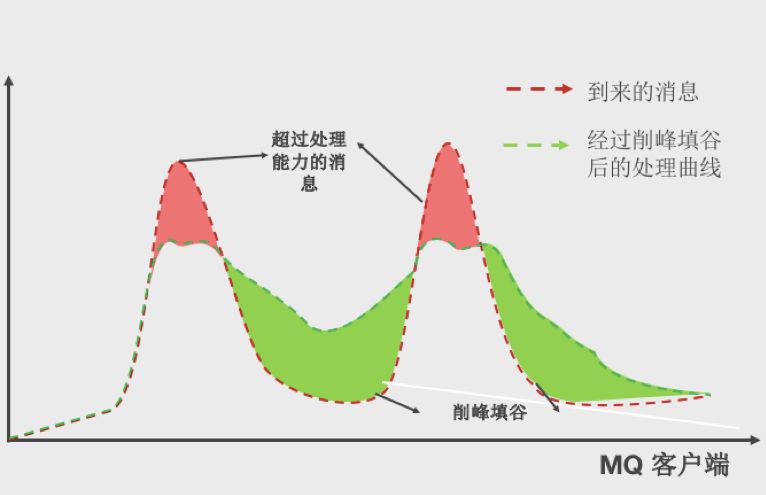 到来的消息
超过处理
能力的消
息
经过削峰填谷
后的处理曲线
削峰填谷
MQ 客户端